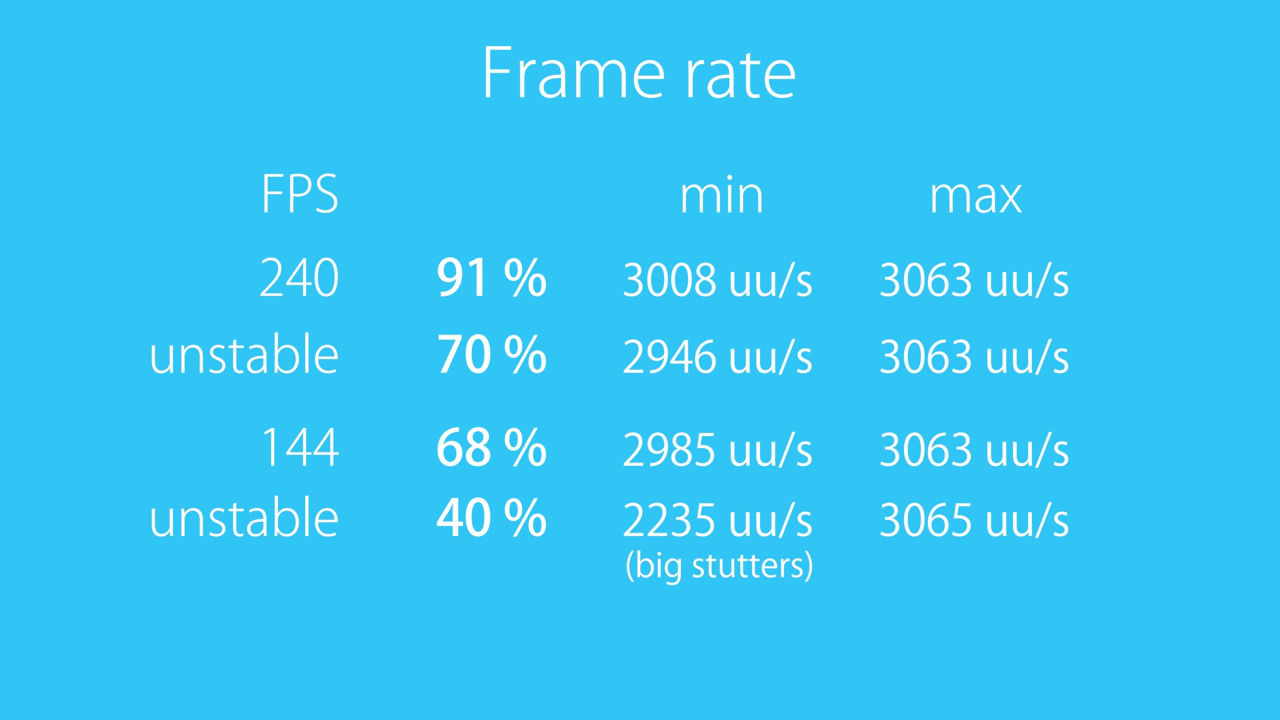 Frame rate
FPS min max
240 91 % 3008 uu/s 3063 uu/s
unstable 70 % 2946 uu/s 3063 uu/s
144 68 % 2985 uu/s 3063 uu/s
unstable 40 % 2235 uu/s 3065 uu/s
(big stutters)